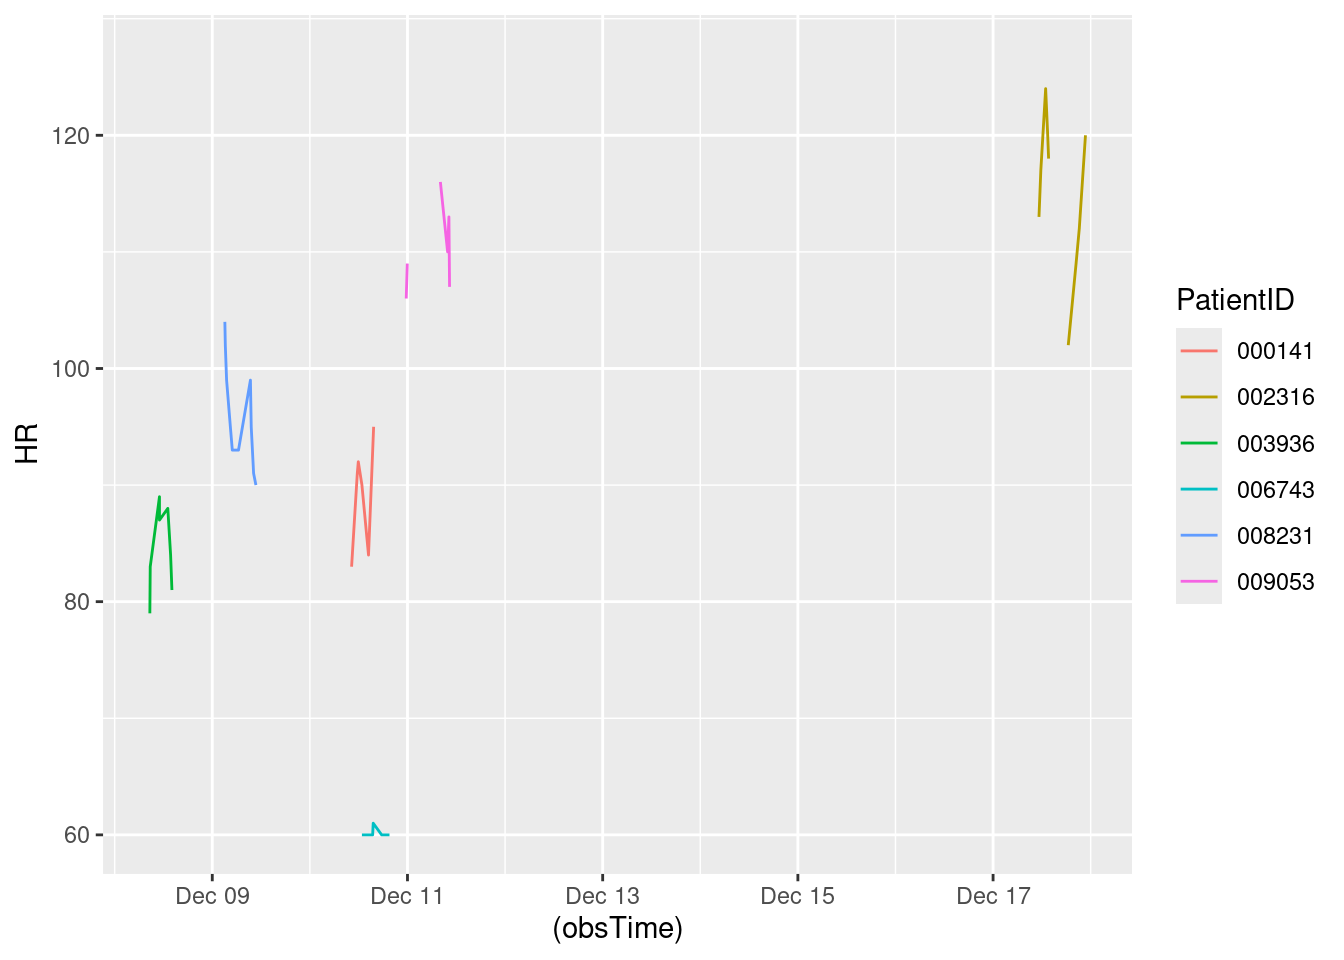 120
100
80
60
HR
Dec 09
Dec 11
Dec 13
Dec 15
Dec 17
(obsTime)
PatientID
000141
002316
003936
006743
008231
009053